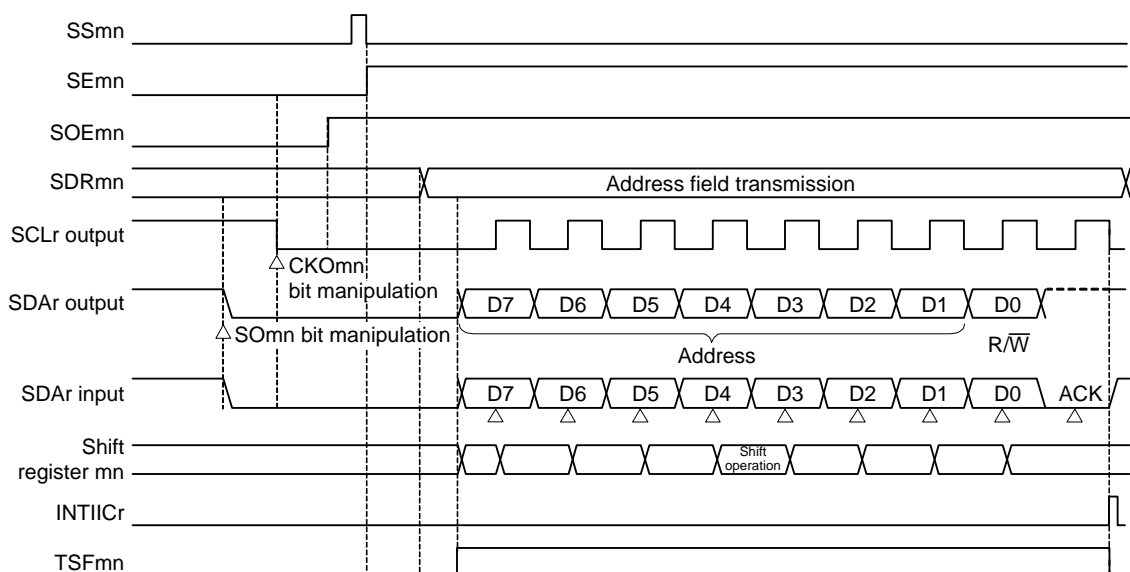 SSmn
SEmn
SOEmn
SDRmn
Address field transmission
SCLr output
CKOmn
bit manipulation
SDAr output
D7 D6 D5 D4 D3 D2 D1 D0
SOmn bit manipulation
Address
R/W̅
SDAr input
D7 D6 D5 D4 D3 D2 D1 D0 ACK
Shift
register mn
Shift
operation
INTIICr
TSFmn